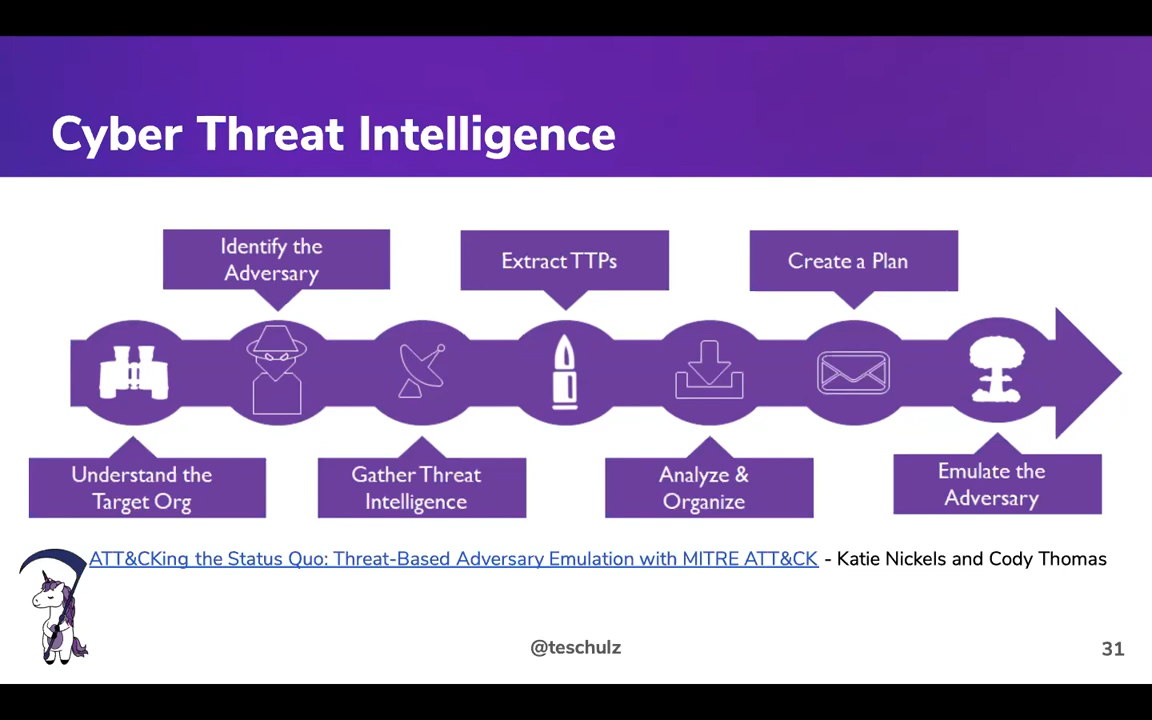 Cyber Threat Intelligence
Identify the
Adversary
Extract TTPs
Create a Plan
Understand the
Target Org
Gather Threat
Intelligence
Analyze &
Organize
Emulate the
Adversary
ATT&CKing the Status Quo: Threat-Based Adversary Emulation with MITRE ATT&CK - Katie Nickels and Cody Thomas
@teschulz
31